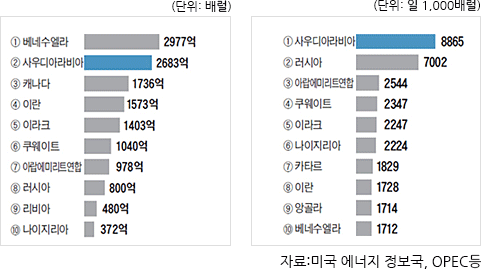 (단위: 배럴)
① 베네수엘라 2977억
② 사우디아라비아 2683억
③ 캐나다 1736억
④ 이란 1573억
⑤ 이라크 1403억
⑥ 쿠웨이트 1040억
⑦ 아랍에미리트연합 978억
⑧ 러시아 800억
⑨ 리비아 480억
⑩ 나이지리아 372억
(단위: 일 1,000배럴)
① 사우디아라비아 8865
② 러시아 7002
③ 아랍에미리트연합 2544
④ 쿠웨이트 2347
⑤ 이라크 2247
⑥ 나이지리아 2224
⑦ 카타르 1829
⑧ 이란 1728
⑨ 앙골라 1714
⑩ 베네수엘라 1712
자료:미국 에너지 정보국, OPEC등